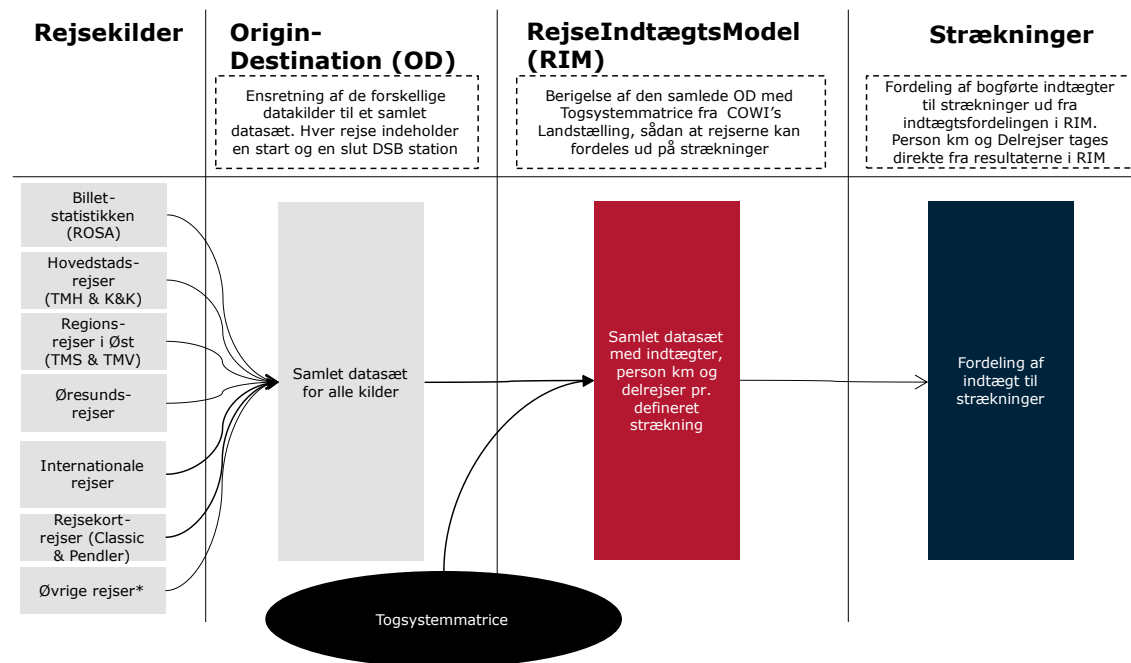 Rejsekilder
Origin-
Destination (OD)
RejseIndtægtsModel
(RIM)
Strækninger
Ensretning af de forskellige
datakilder til et samlet
datasæt. Hver rejse indeholder
en start og en slut DSB station
Berigelse af den samlede OD med
Togsystemmatrice fra COWI's
Landstælling, sådan at rejserne kan
fordeles ud på strækninger
Fordeling af bogførte indtægter
til strækninger ud fra
indtægtsfordelingen i RIM.
Person km og Delrejser tages
direkte fra resultaterne i RIM
Billet-
statistikken
(ROSA)
Hovedstads-
rejser
(TMH & K&K)
Regions-
rejser i Øst
(TMS & TMV)
Øresunds-
rejser
Internationale
rejser
Rejsekort-
rejser (Classic
& Pendler)
Øvrige rejser*
Samlet datasæt
for alle kilder
Samlet datasæt
med indtægter,
person km og
delrejser pr.
defineret
strækning
Fordeling af
indtægt til
strækninger
Togsystemmatrice